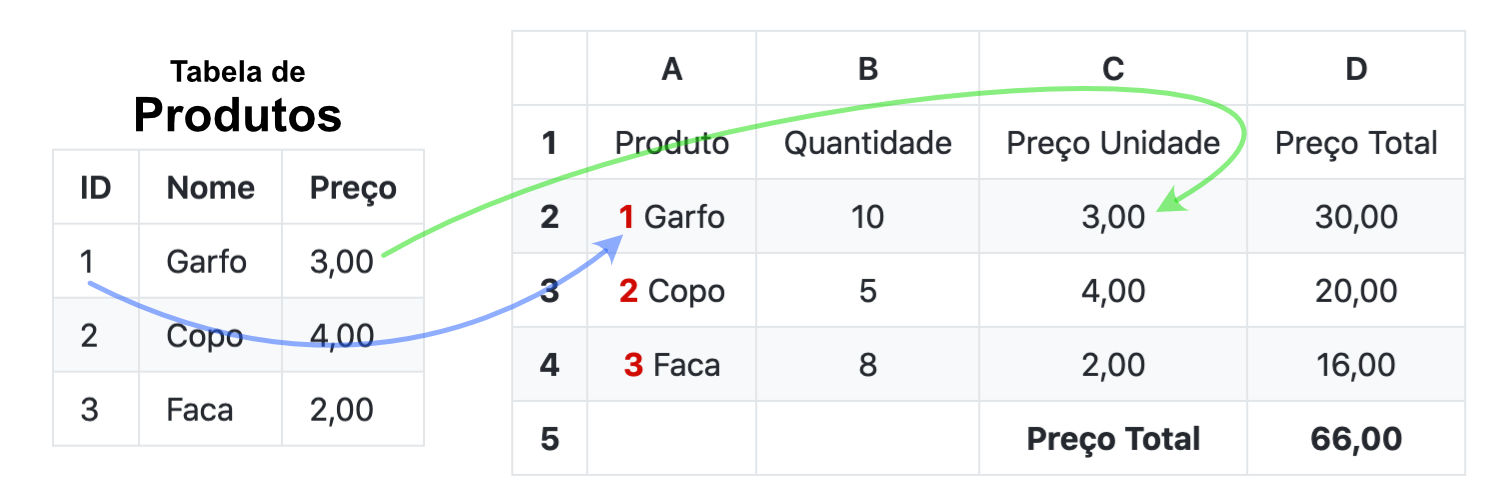 Tabela de
Produtos
ID Nome Preço
1 Garfo 3,00
2 Copo 4,00
3 Faca 2,00
A B C D
1 Produto Quantidade Preço Unidade Preço Total
2 1 Garfo 10 3,00 30,00
3 2 Copo 5 4,00 20,00
4 3 Faca 8 2,00 16,00
5 Preço Total 66,00